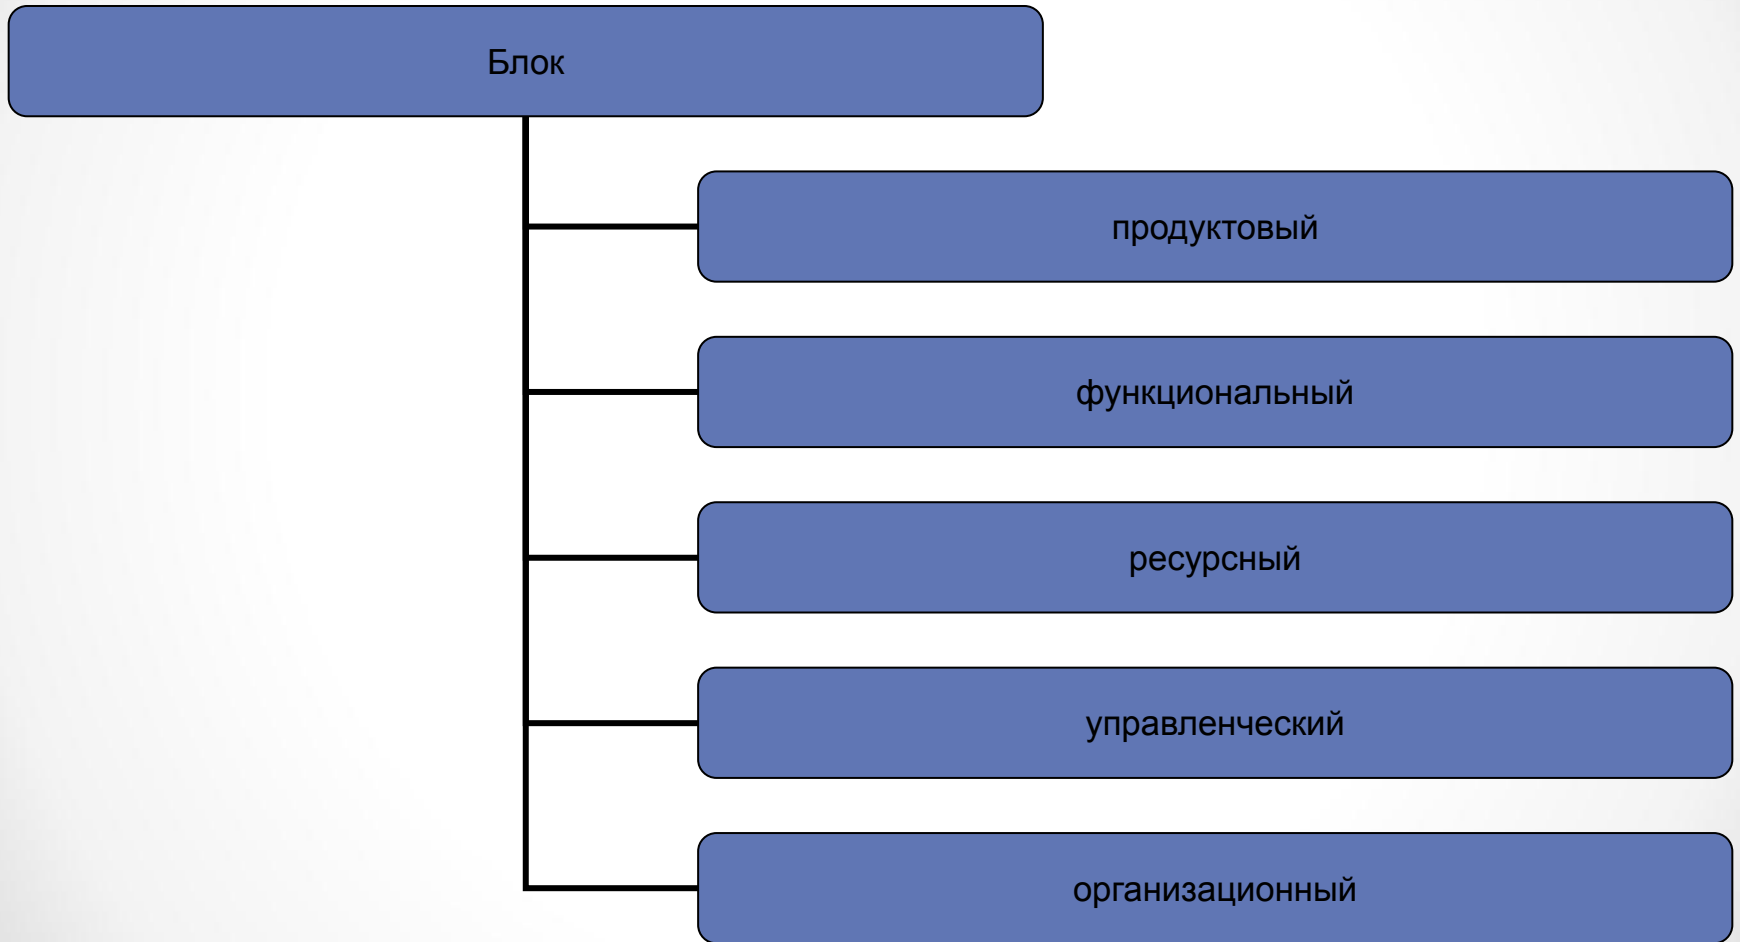 Блок
продуктовый
функциональный
ресурсный
управленческий
организационный